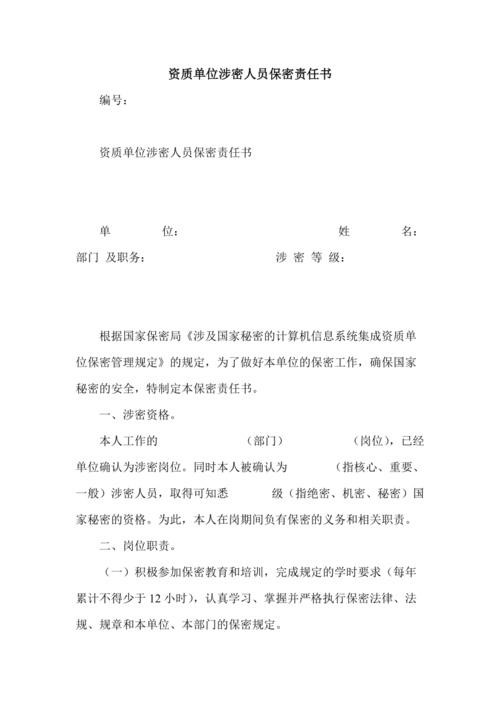 资质单位涉密人员保密责任书
编号：
资质单位涉密人员保密责任书
单 位： 姓 名：
部门 及职务： 涉 密 等 级：
根据国家保密局《涉及国家秘密的计算机信息系统集成资质单
位保密管理规定》的规定，为了做好本单位的保密工作，确保国家
秘密的安全，特制定本保密责任书。
一、涉密资格。
本人工作的 （部门） （岗位），已经
单位确认为涉密岗位。同时本人被确认为 （指核心、重要、
一般）涉密人员，取得可知悉 级（指绝密、机密、秘密）国
家秘密的资格。为此，本人在岗期间负有保密的义务和相关职责。
二、岗位职责。
（一）积极参加保密教育和培训，完成规定的学时要求（每年
累计不得少于 12 小时），认真学习、掌握并严格执行保密法律、法
规、规章和本单位、本部门的保密规定。